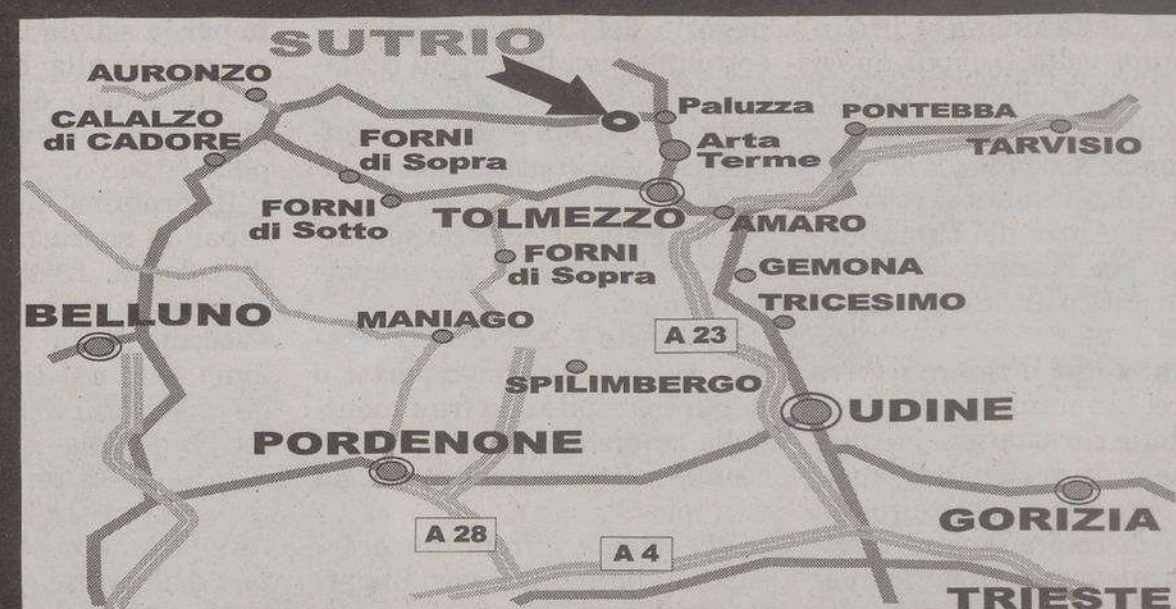 SUTRIO
AURONZO
CALALZO
di CADORE
FORNI
di Sopra
Paluzza
PONTEBBA
Arta
Terme
TARVISIO
FORNI
di Sotto
TOLMEZZO
AMARO
FORNI
di Sopra
GEMONA
TRICESIMO
BELLUNO
MANIAGO
A 23
SPILIMBERGO
UDINE
PORDENONE
GORIZIA
A 28
A 4
TRIESTE